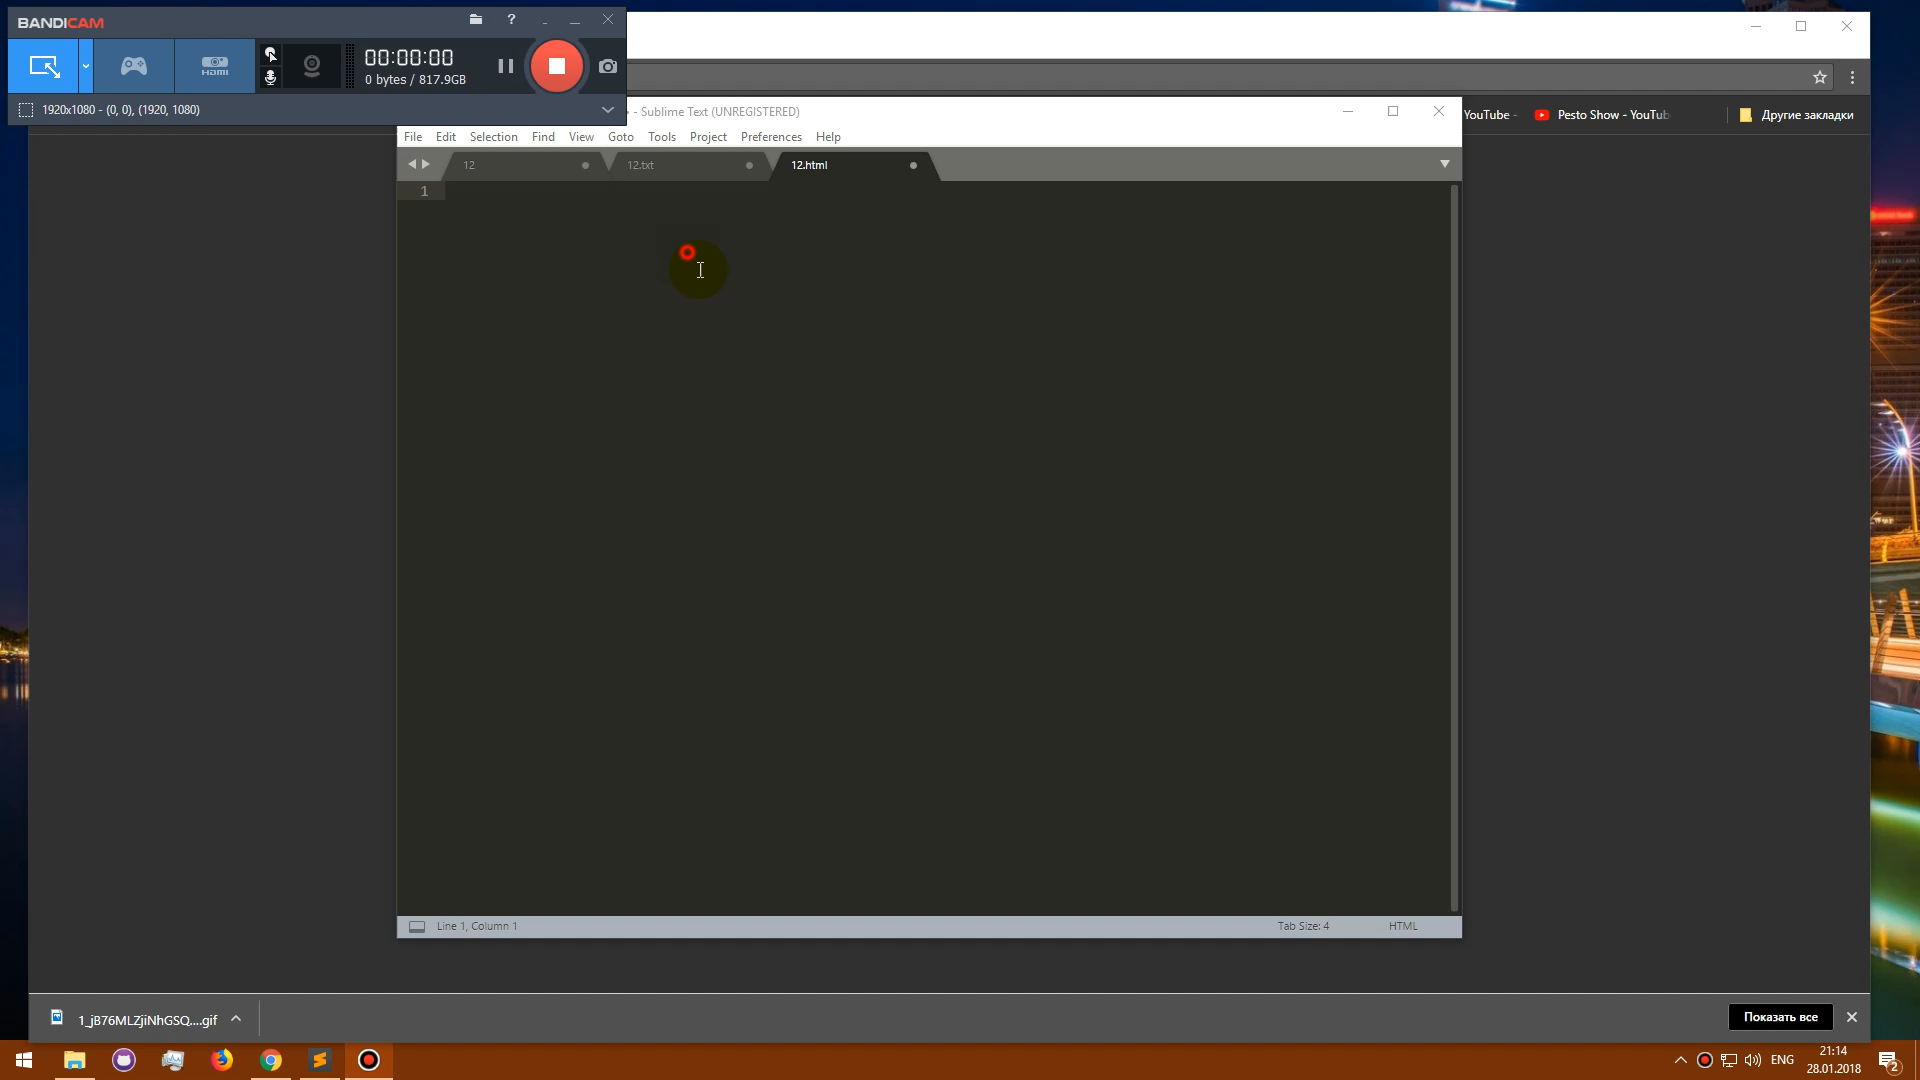 BANDICAM
?
HDMI
00:00:00
0 bytes / 817.9GB
1920x1080 - (0, 0), (1920, 1080)
- Sublime Text (UNREGISTERED)
YouTube -
Pesto Show - YouTub
Другие закладки
File Edit Selection Find View Goto Tools Project Preferences Help
12
12.txt
12.html
1
Line 1, Column 1
Tab Size: 4
HTML
1_jB76MLZjiNhGSQ....gif
Показать все
ENG
21:14
28.01.2018
2